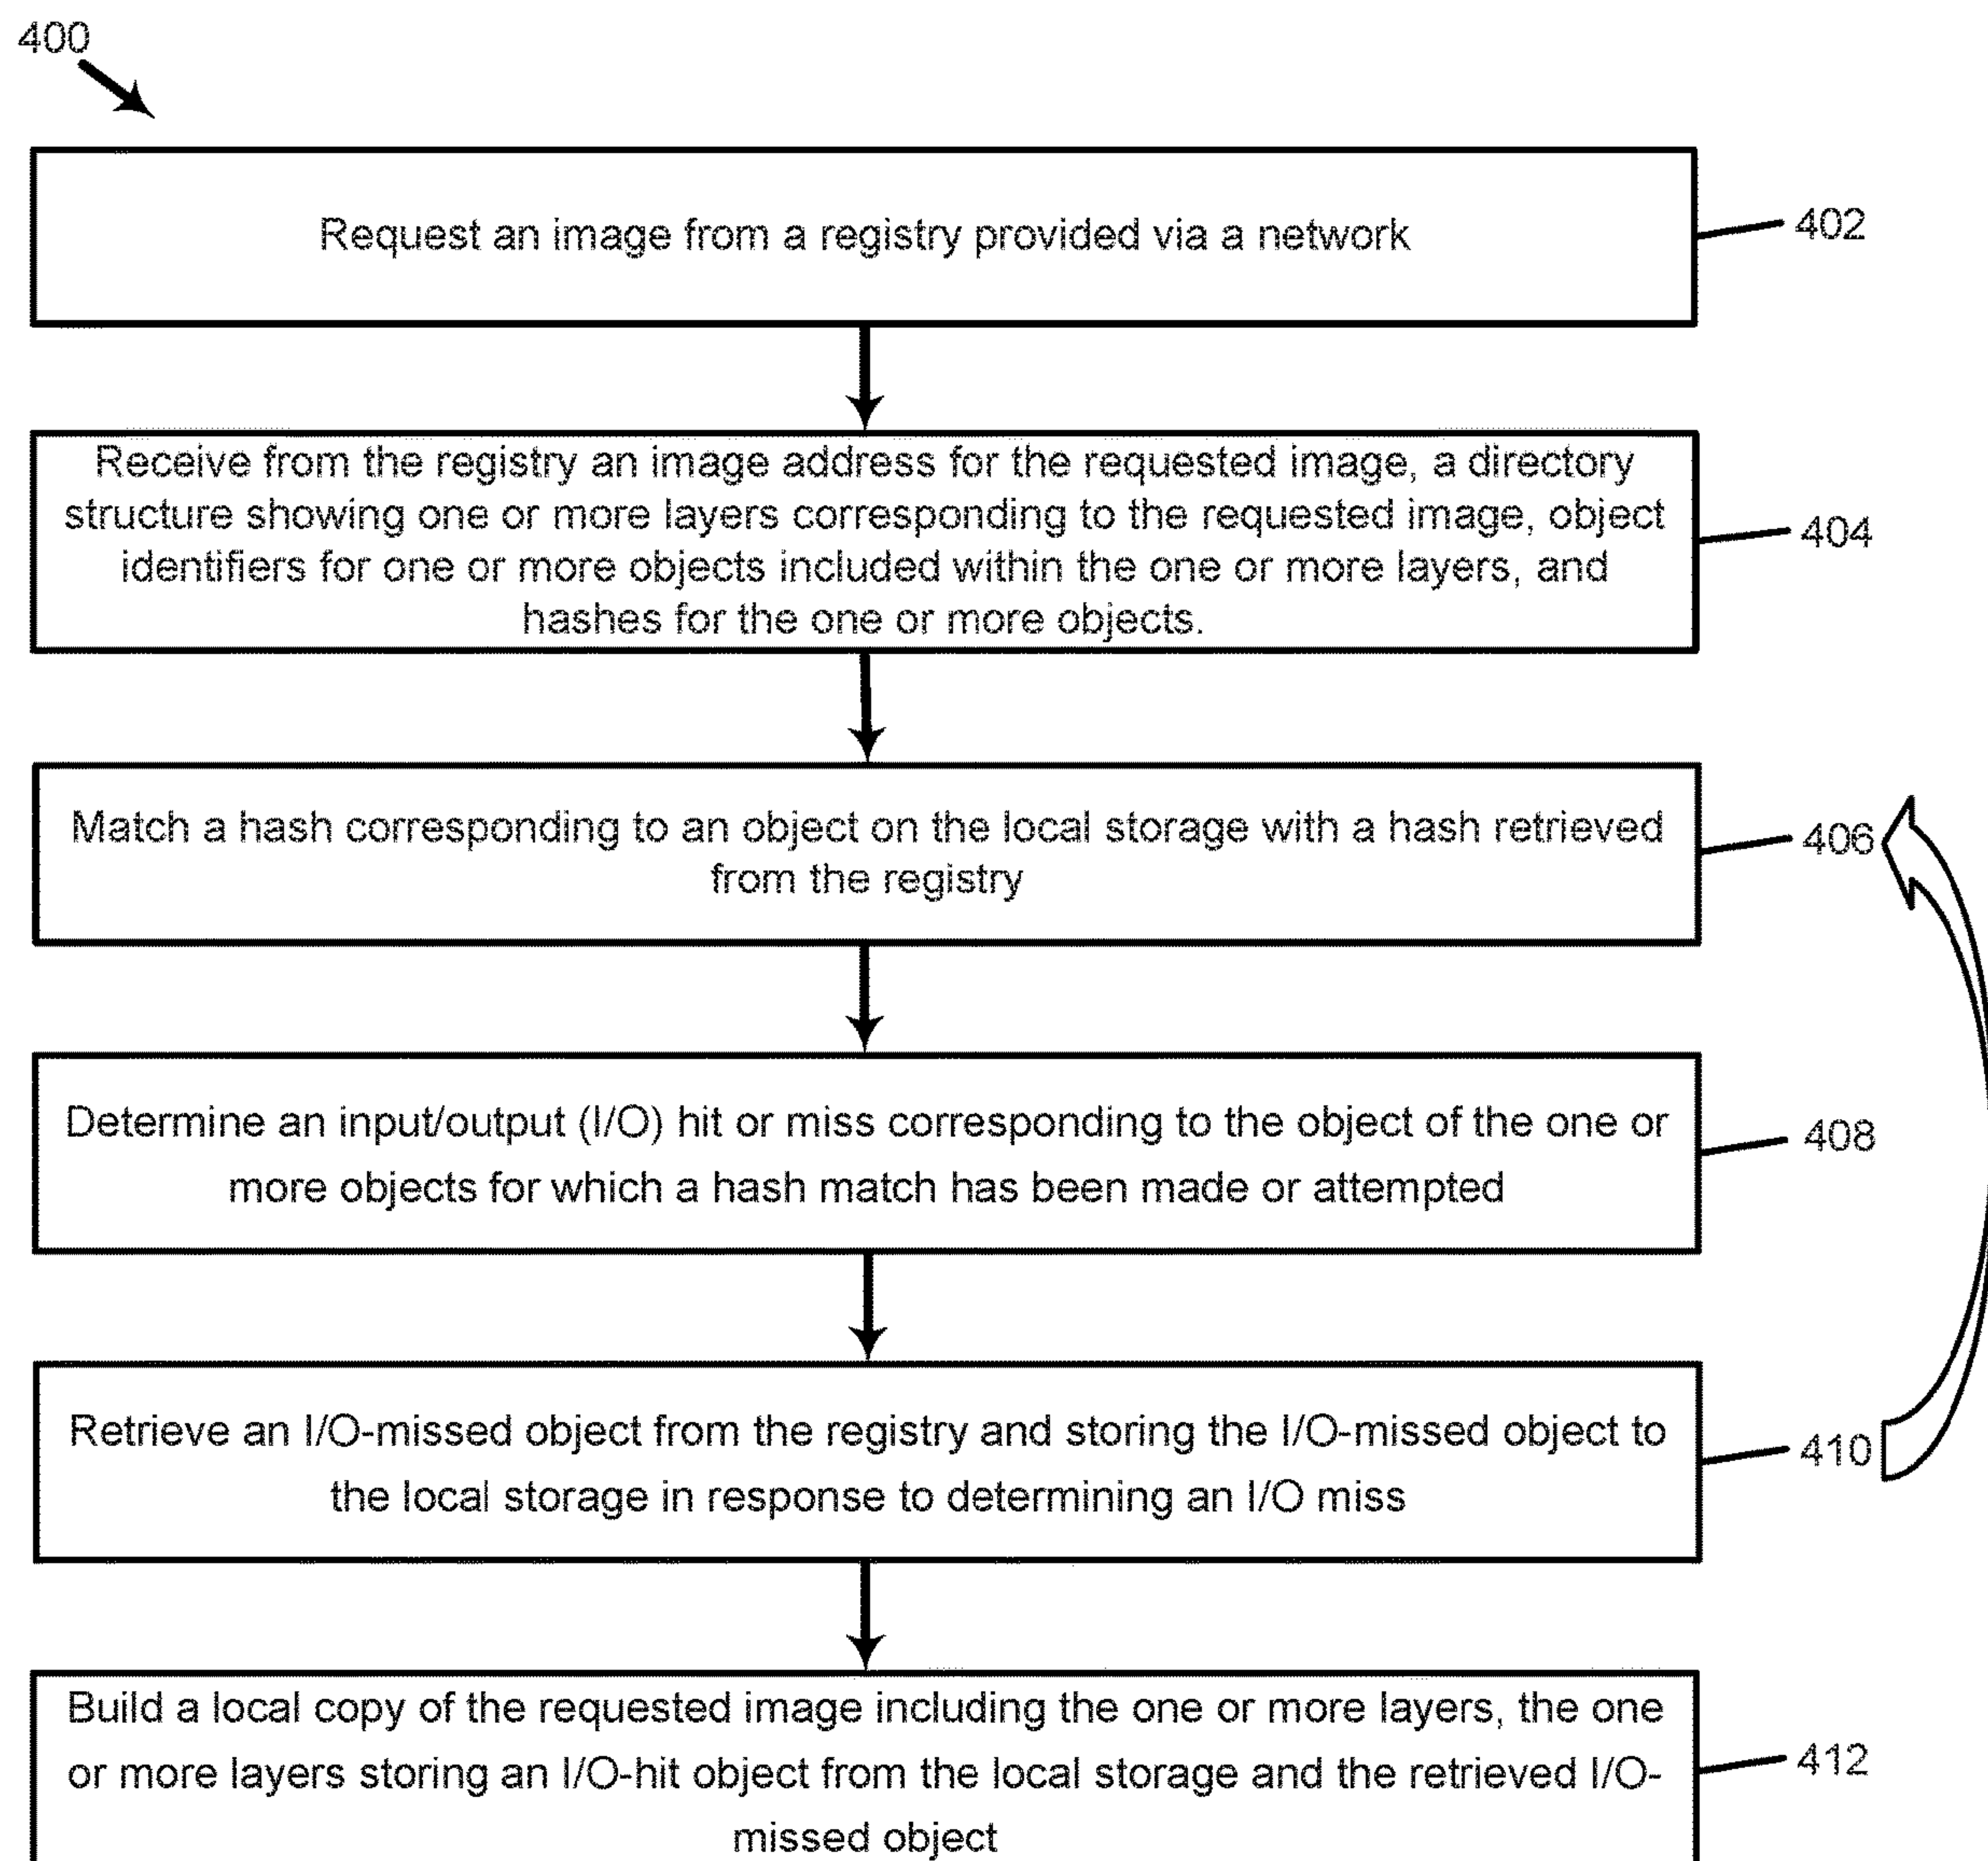 400
Request an image from a registry provided via a network
402
Receive from the registry an image address for the requested image, a directory
structure showing one or more layers corresponding to the requested image, object
identifiers for one or more objects included within the one or more layers, and
hashes for the one or more objects.
404
Match a hash corresponding to an object on the local storage with a hash retrieved
from the registry
406
Determine an input/output (I/O) hit or miss corresponding to the object of the one or
more objects for which a hash match has been made or attempted
408
Retrieve an I/O-missed object from the registry and storing the I/O-missed object to
the local storage in response to determining an I/O miss
410
Build a local copy of the requested image including the one or more layers, the one
or more layers storing an I/O-hit object from the local storage and the retrieved I/O-
missed object
412